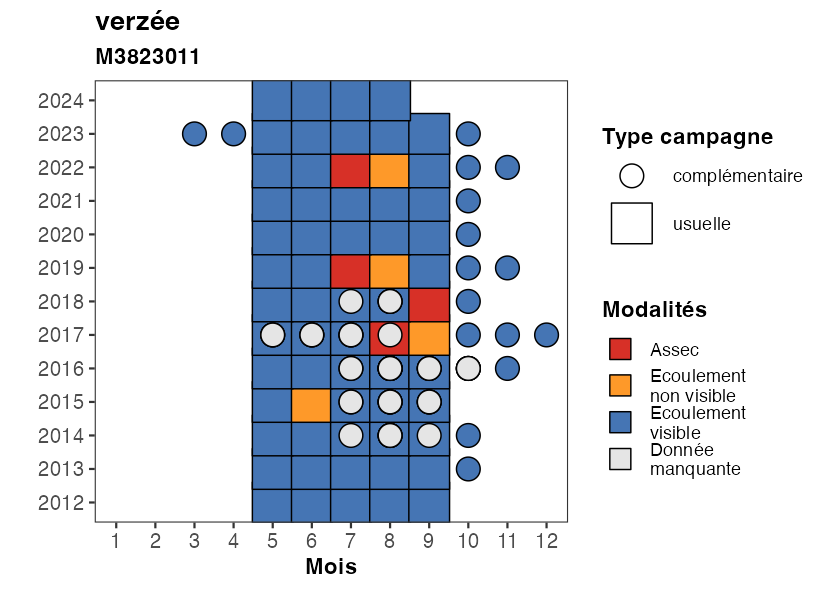 verzée
M3823011
2024
2023
2022
2021
2020
2019
2018
2017
2016
2015
2014
2013
2012
1 2 3 4 5 6 7 8 9 10 11 12
Mois
Type campagne
complémentaire
usuelle
Modalités
Assec
Ecoulement
non visible
Ecoulement
visible
Donnée
manquante